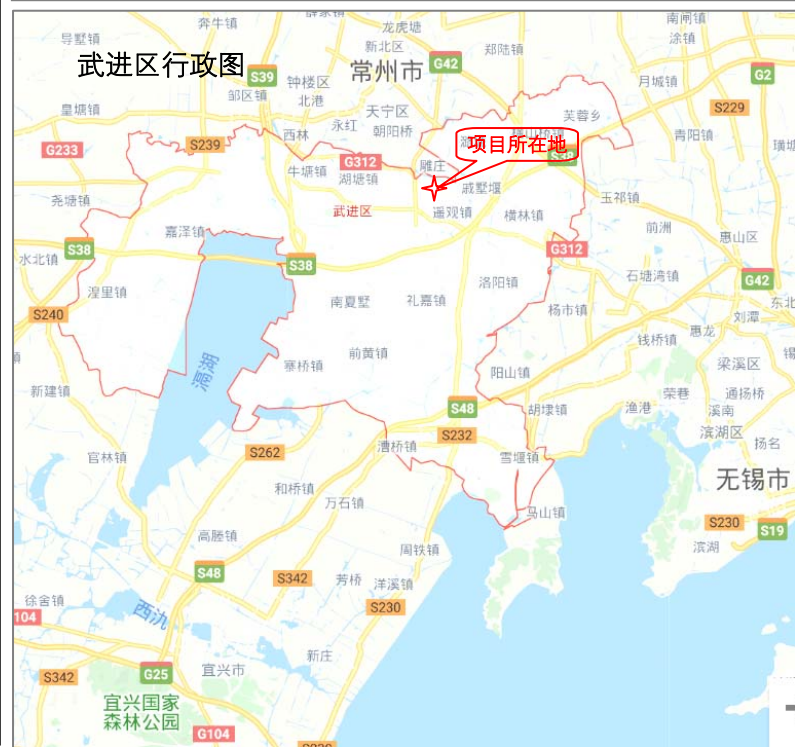 奔牛镇
龙虎塘
南闸镇
导墅镇
新北区
郑陆镇
涂镇
武进区行政图
S39
常州市
G42
G2
钟楼区
月城镇
邹区镇
北港
天宁区
芙蓉乡
S229
皇塘镇
永红
朝阳桥
西林
青阳镇
G233
S239
G312
项目所在地
雕庄
牛塘镇
湖塘镇
戚墅堰
尧塘镇
武进区
遥观镇
横林镇
玉祁镇
嘉泽镇
前洲
惠山区
S38
水北镇
S38
G312
石塘湾镇
G42
湟里镇
洛阳镇
南夏墅
礼嘉镇
杨市镇
S240
刘潭
惠龙
钱桥镇
寨桥镇
前黄镇
滆湖
阳山镇
梁溪区
新建镇
荣巷
通扬桥
S48
胡埭镇
渔港
溪南
S232
滨湖区
扬名
漕桥镇
S262
官林镇
雪堰镇
无锡市
和桥镇
万石镇
马山镇
S230
S19
高塍镇
周铁镇
滨湖
S48
S342
芳桥
洋溪镇
徐舍镇
S230
104
西氿
新庄
S342
G25
宜兴市
宜兴国家
森林公园
G104